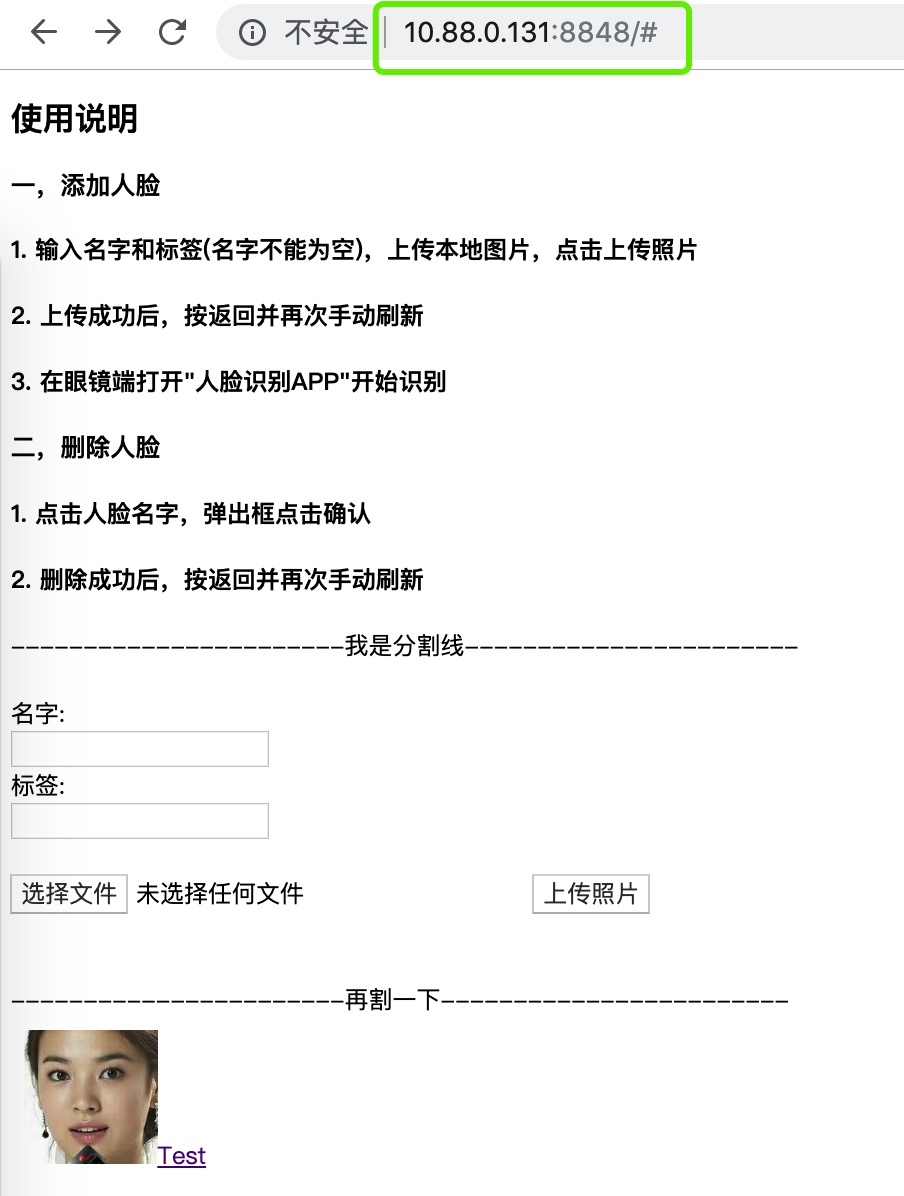 不安全 | 10.88.0.131:8848/#
使用说明
一，添加人脸
1. 输入名字和标签(名字不能为空)，上传本地图片，点击上传照片
2. 上传成功后，按返回并再次手动刷新
3. 在眼镜端打开"人脸识别APP"开始识别
二，删除人脸
1. 点击人脸名字，弹出框点击确认
2. 删除成功后，按返回并再次手动刷新
-----------------------我是分割线-----------------------
名字:
标签:
选择文件 未选择任何文件 上传照片
-----------------------再割一下------------------------
Test